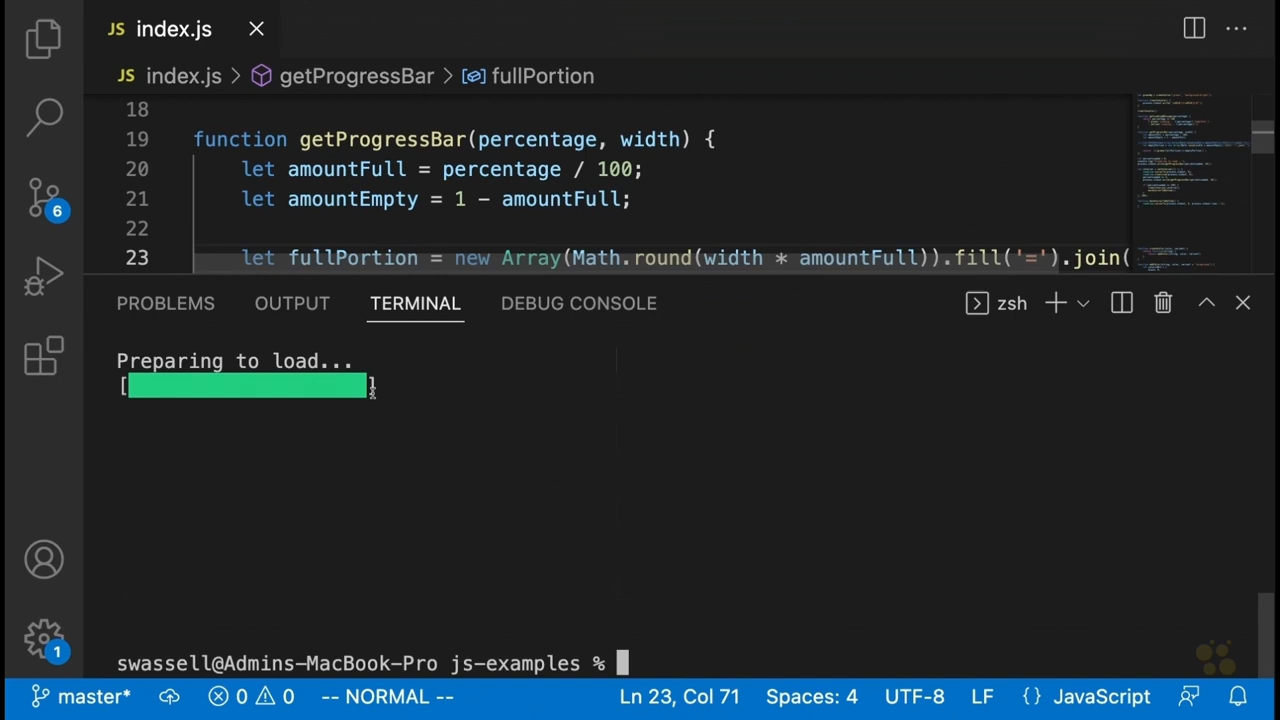 JS index.js
JS index.js > getProgressBar > fullPortion
18
19 function getProgressBar(percentage, width) {
20 let amountFull = percentage / 100;
21 let amountEmpty = 1 - amountFull;
22
23 let fullPortion = new Array(Math.round(width * amountFull)).fill('=').join(
PROBLEMS OUTPUT TERMINAL DEBUG CONSOLE zsh
Preparing to load...
[ ]
6
1
swassell@Admins-MacBook-Pro js-examples %
master* 0 0 -- NORMAL -- Ln 23, Col 71 Spaces: 4 UTF-8 LF {} JavaScript